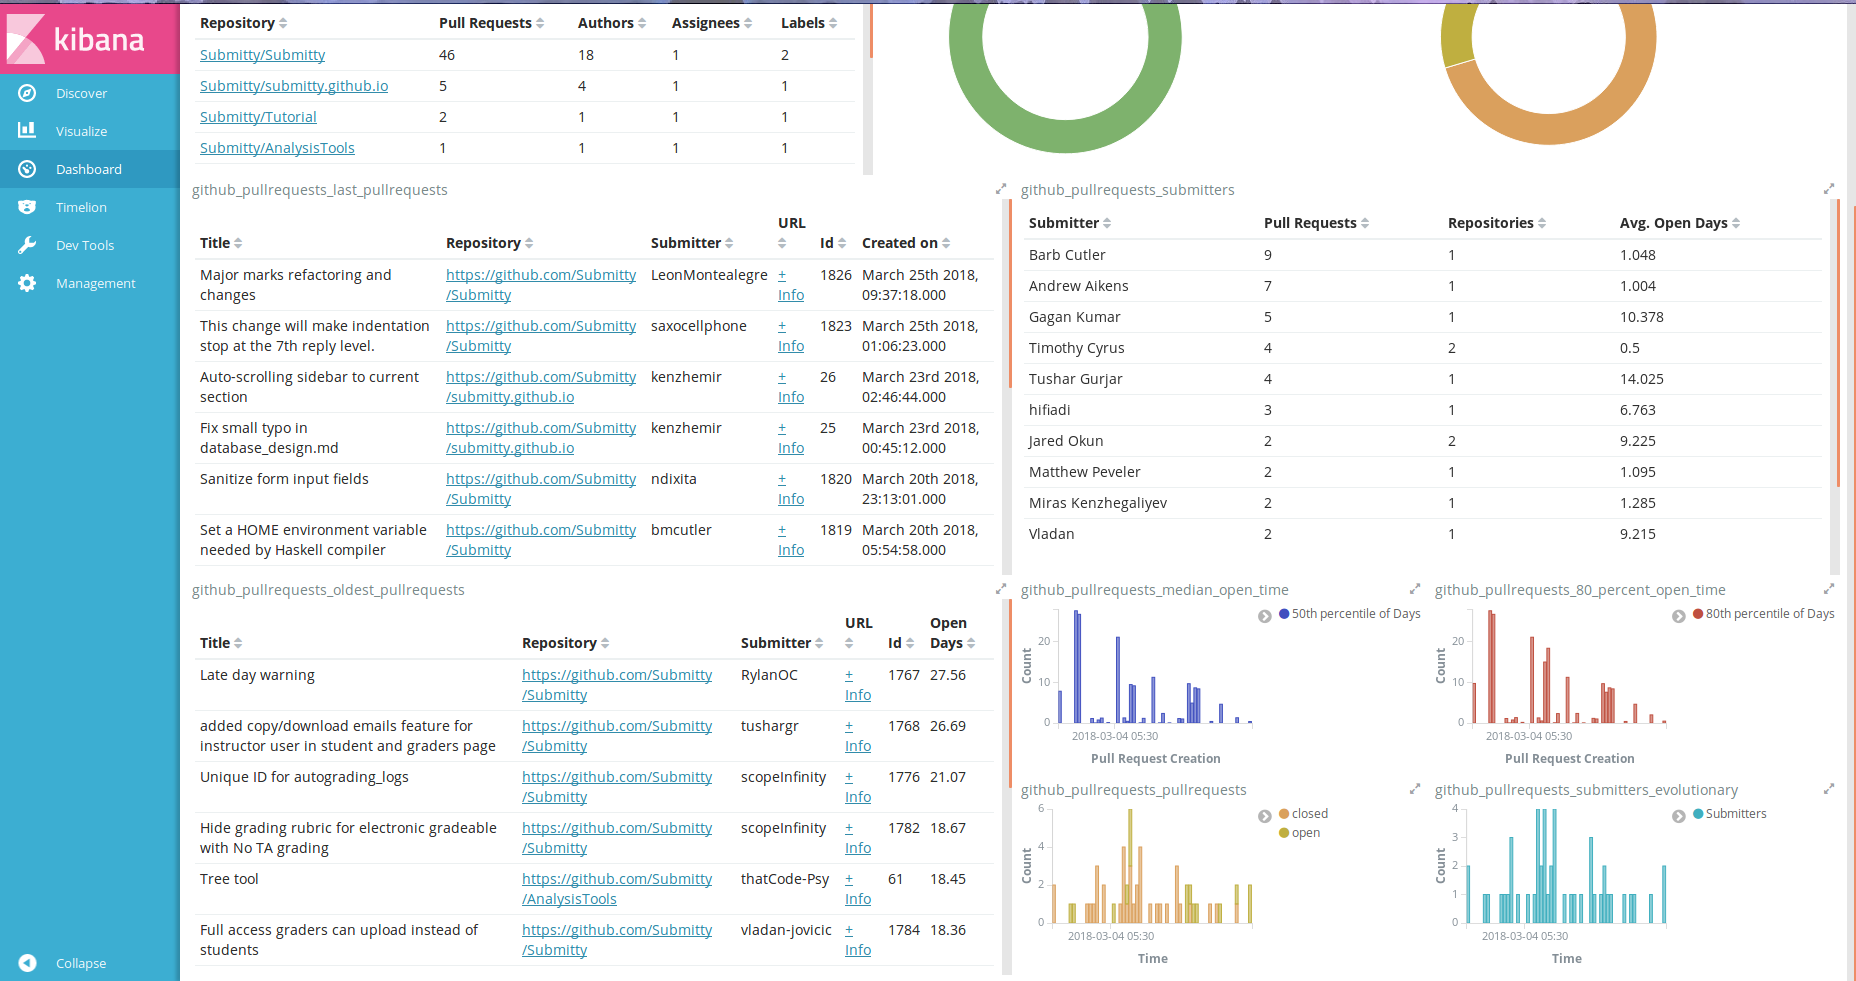 kibana
Discover
Visualize
Dashboard
Timelion
Dev Tools
Management
Collapse
Repository Pull Requests Authors Assignees Labels
Submitty/Submitty 46 18 1 2
Submitty/submitty.github.io 5 4 1 1
Submitty/Tutorial 2 1 1 1
Submitty/AnalysisTools 1 1 1 1
github_pullrequests_last_pullrequests
URL
Title Repository Submitter Id Created on
Major marks refactoring and https://github.com/Submitty LeonMontealegre + 1826 March 25th 2018,
changes /Submitty Info 09:37:18.000
This change will make indentation https://github.com/Submitty saxocellphone + 1823 March 25th 2018,
stop at the 7th reply level. /Submitty Info 01:06:23.000
Auto-scrolling sidebar to current https://github.com/Submitty kenzhemir + 26 March 23rd 2018,
section /submitty.github.io Info 02:46:44.000
Fix small typo in https://github.com/Submitty kenzhemir + 25 March 23rd 2018,
database_design.md /submitty.github.io Info 00:45:12.000
Sanitize form input fields https://github.com/Submitty ndixita + 1820 March 20th 2018,
/Submitty Info 23:13:01.000
Set a HOME environment variable https://github.com/Submitty bmcutler + 1819 March 20th 2018,
needed by Haskell compiler /Submitty Info 05:54:58.000
github_pullrequests_submitters
Submitter Pull Requests Repositories Avg. Open Days
Barb Cutler 9 1 1.048
Andrew Aikens 7 1 1.004
Gagan Kumar 5 1 10.378
Timothy Cyrus 4 2 0.5
Tushar Gurjar 4 1 14.025
hifiadi 3 1 6.763
Jared Okun 2 2 9.225
Matthew Peveler 2 1 1.095
Miras Kenzhegaliyev 2 1 1.285
Vladan 2 1 9.215
github_pullrequests_oldest_pullrequests
URL Open
Title Repository Submitter Id Days
Late day warning https://github.com/Submitty RylanOC + 1767 27.56
/Submitty Info
added copy/download emails feature for https://github.com/Submitty tushargr + 1768 26.69
instructor user in student and graders page /Submitty Info
Unique ID for autograding_logs https://github.com/Submitty scopeInfinity + 1776 21.07
/Submitty Info
Hide grading rubric for electronic gradeable https://github.com/Submitty scopeInfinity + 1782 18.67
with No TA grading /Submitty Info
Tree tool https://github.com/Submitty thatCode-Psy + 61 18.45
/AnalysisTools Info
Full access graders can upload instead of https://github.com/Submitty vladan-jovicic + 1784 18.36
students /Submitty Info
github_pullrequests_median_open_time
50th percentile of Days
Count
20
10
0
2018-03-04 05:30
Pull Request Creation
github_pullrequests_80_percent_open_time
80th percentile of Days
Count
20
10
0
2018-03-04 05:30
Pull Request Creation
github_pullrequests_pullrequests
closed
open
Count
6
4
2
0
2018-03-04 05:30
Time
github_pullrequests_submitters_evolutionary
Submitters
Count
4
3
2
1
0
2018-03-04 05:30
Time